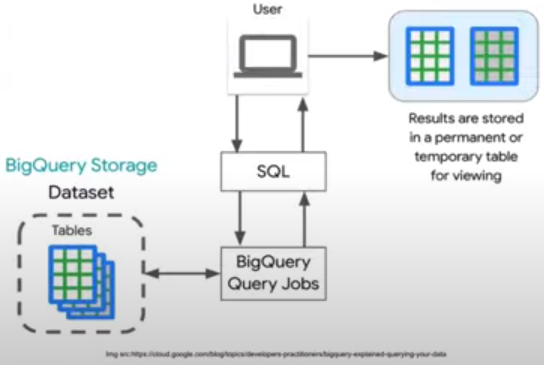 User
Results are stored
in a permanent or
temporary table
for viewing
SQL
BigQuery Storage
Dataset
Tables
BigQuery
Query Jobs
Img src:https://cloud.google.com/blog/topics/developers-practitioners/bigquery-explained-querying-your-data